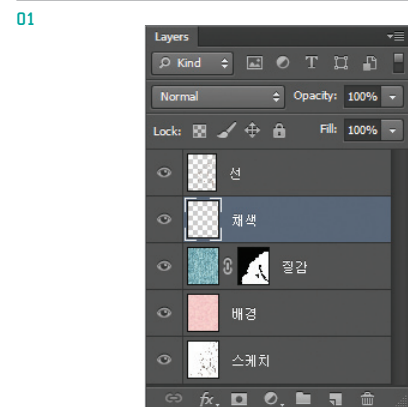 01
Layers
Kind
Normal Opacity: 100%
Lock: Fill: 100%
선
채색
질감
배경
스케치
fx.